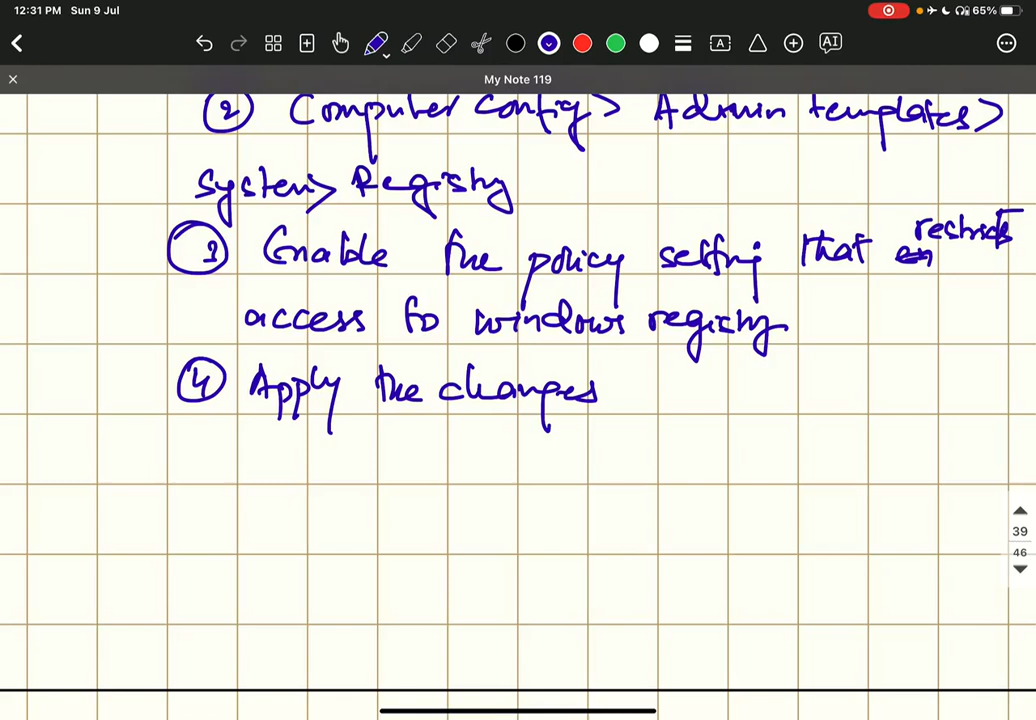 12:31 PM Sun 9 Jul 65%
A AI
My Note 119
② Computer Config > Admin templates >
System > Registry
③ Enable the policy setting that restricts
access to windows registry
④ Apply the changes
39
46